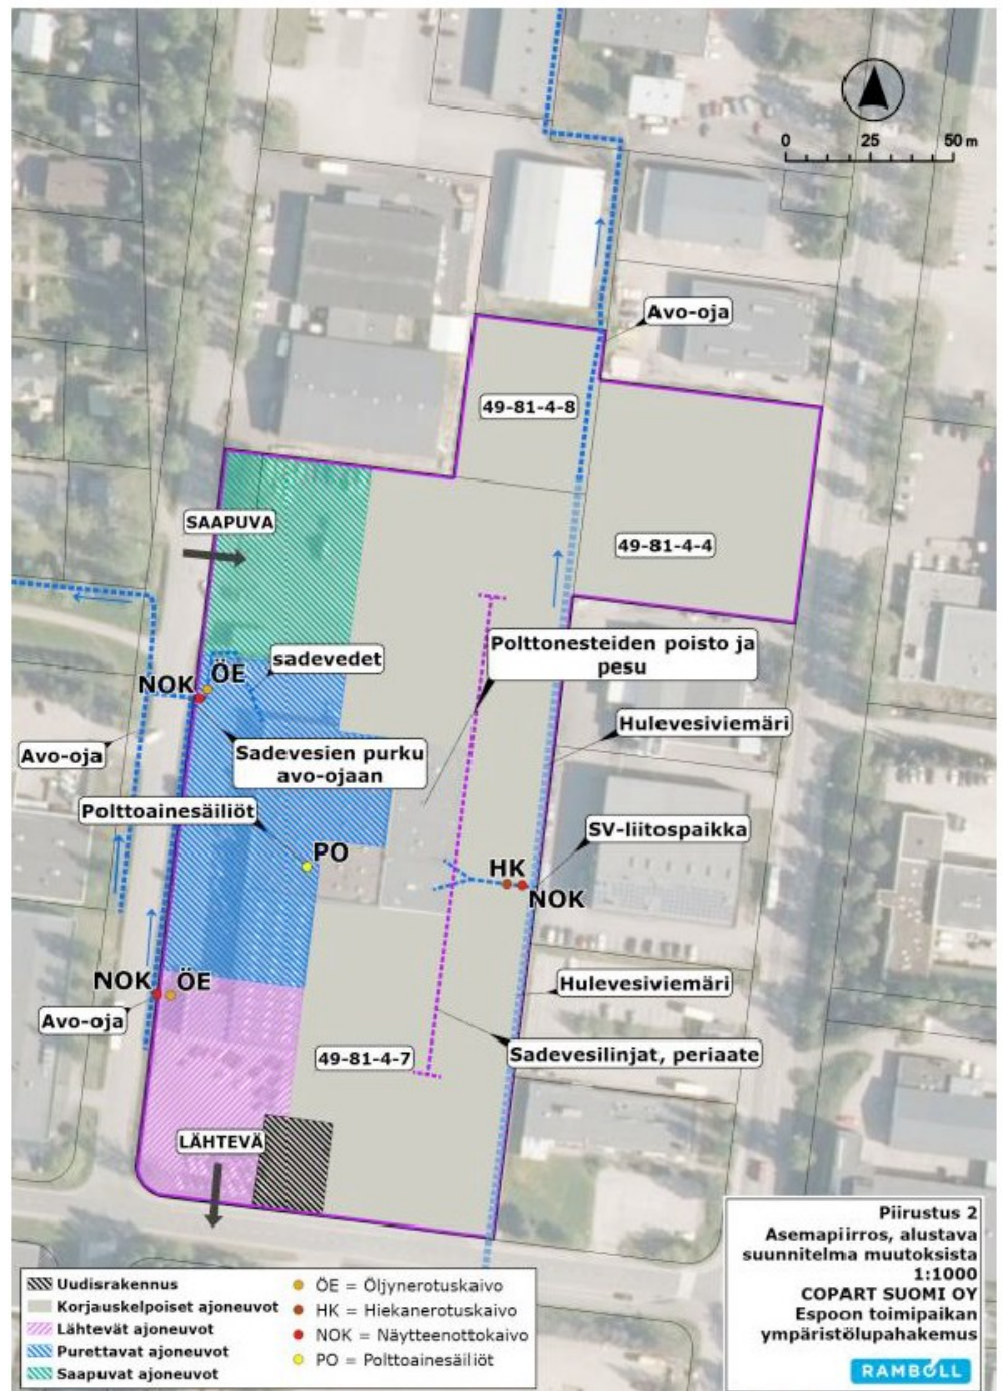 0 25 50 m
Avo-oja
49-81-4-8
SAAPUVA
49-81-4-4
sadevedet
Polttonesteiden poisto ja
pesu
NOK
ÖE
Hulevesiviemäri
Avo-oja
Sadevesien purku
avo-ojaan
Polttoainesäiliöt
SV-liitospaikka
PO
HK
NOK
NOK
ÖE
Hulevesiviemäri
Avo-oja
49-81-4-7
Sadevesilinjat, periaate
LÄHTEVÄ
Uudisrakennus
Korjauskelpoiset ajoneuvot
Lähtevät ajoneuvot
Purettavat ajoneuvot
Saapuvat ajoneuvot
ÖE = Öljynerotuskaivo
HK = Hiekanerotuskaivo
NOK = Näytteenottokaivo
PO = Polttoainesäiliöt
Piirustus 2
Asemapiirros, alustava
suunnitelma muutoksista
1:1000
COPART SUOMI OY
Espoon toimipaikan
ympäristölupahakemus
RAMBOLL